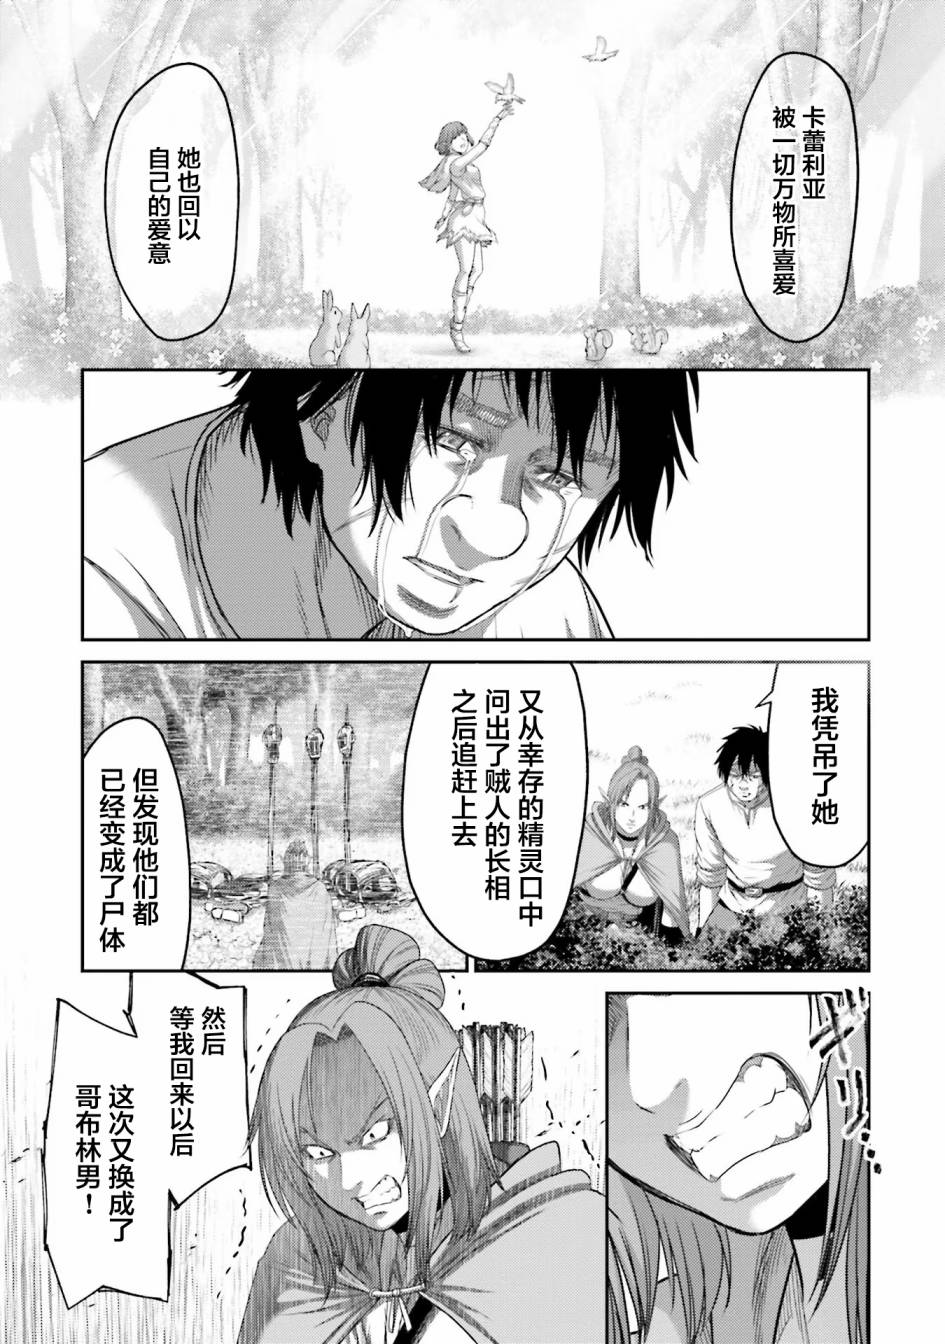 卡蕾利亚
被一切万物所喜爱
她也回以
自己的爱意
我凭吊了她
又从幸存的精灵口中
问出了贼人的长相
之后追赶上去
但发现他们都
已经变成了尸体
然后
等我回来以后
这次又换成了
哥布林男！